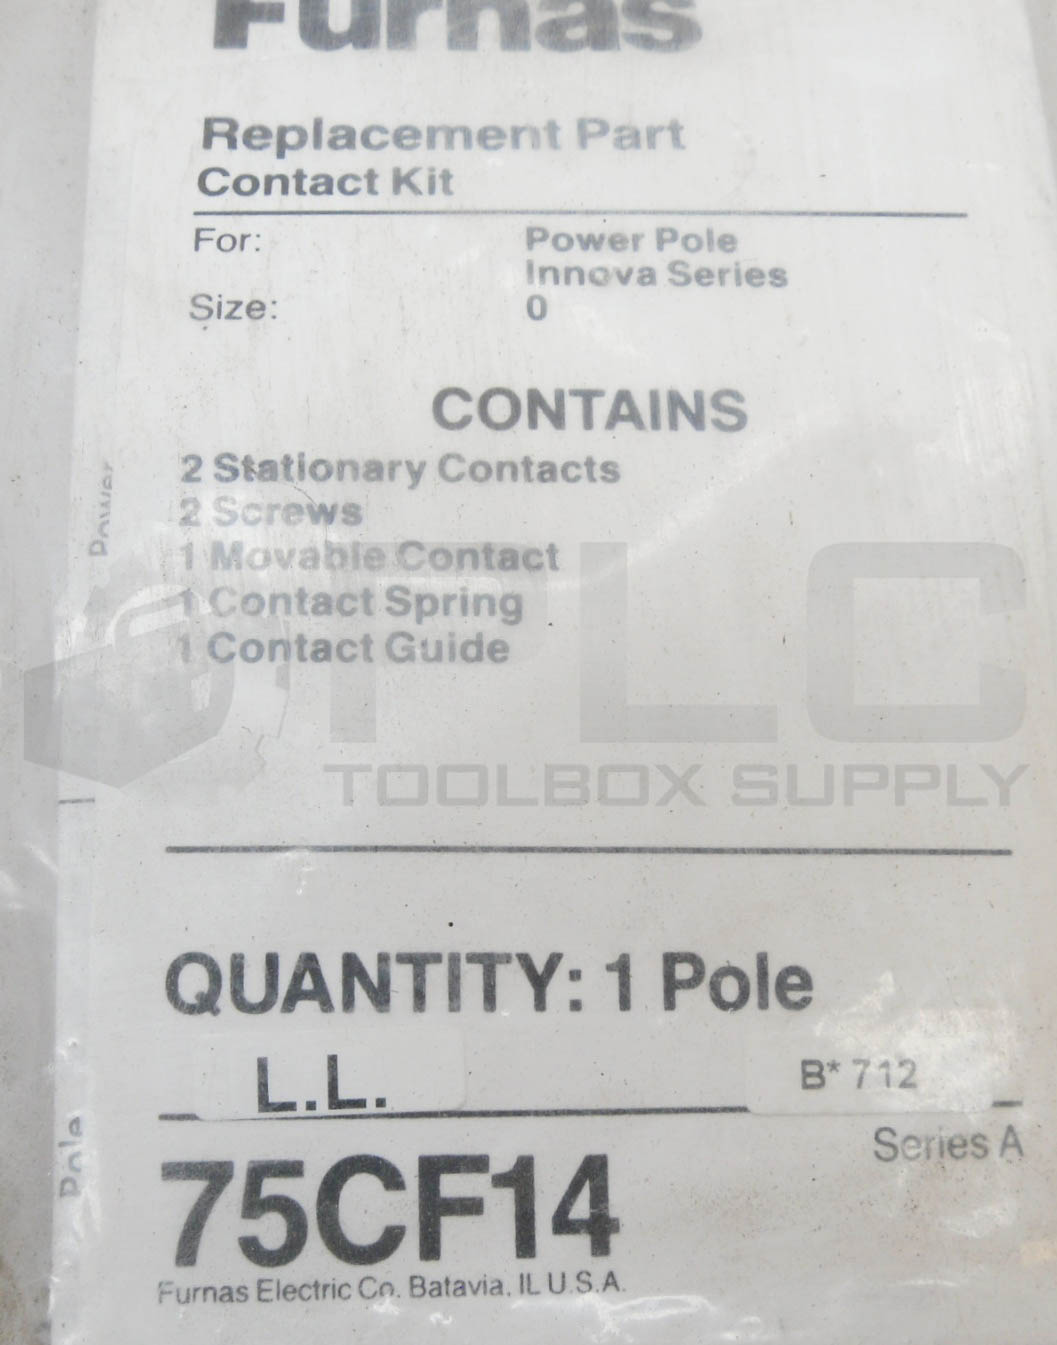 Furnas
Replacement Part
Contact Kit
For: Power Pole
Innova Series
Size: 0
CONTAINS
2 Stationary Contacts
2 Screws
1 Movable Contact
1 Contact Spring
1 Contact Guide
Power
PLC
TOOLBOX SUPPLY
QUANTITY: 1 Pole
L.L. B* 712
Pole
Series A
75CF14
Furnas Electric Co. Batavia, IL U.S.A.